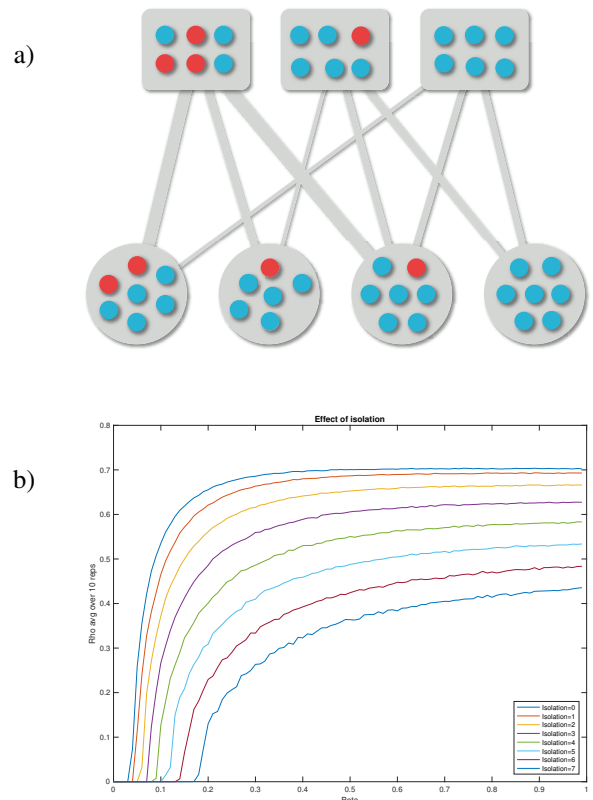 a)
b)
Effect of isolation
Rho avg over 10 reps
0.8
0.7
0.6
0.5
0.4
0.3
0.2
0.1
0
0 0.1 0.2 0.3 0.4 0.5 0.6 0.7 0.8 0.9 1
Isolation=0
Isolation=1
Isolation=2
Isolation=3
Isolation=4
Isolation=5
Isolation=6
Isolation=7